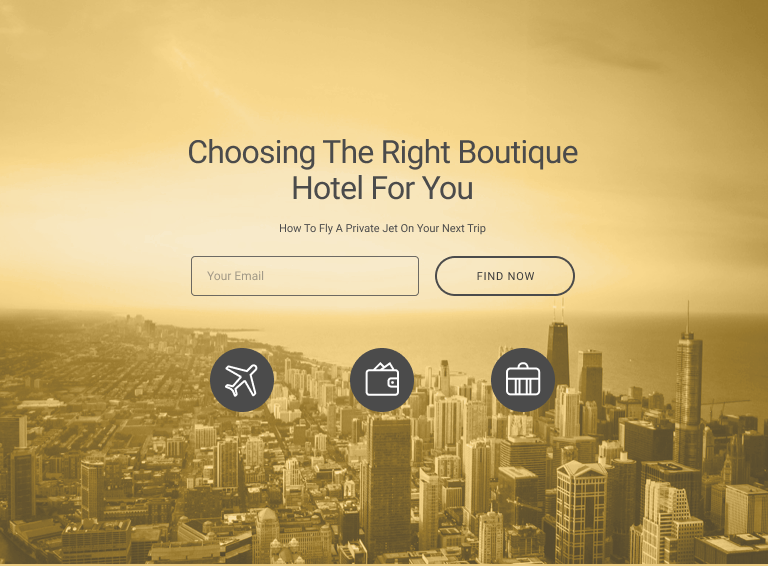 Choosing The Right Boutique
Hotel For You
How To Fly A Private Jet On Your Next Trip
Your Email
FIND NOW